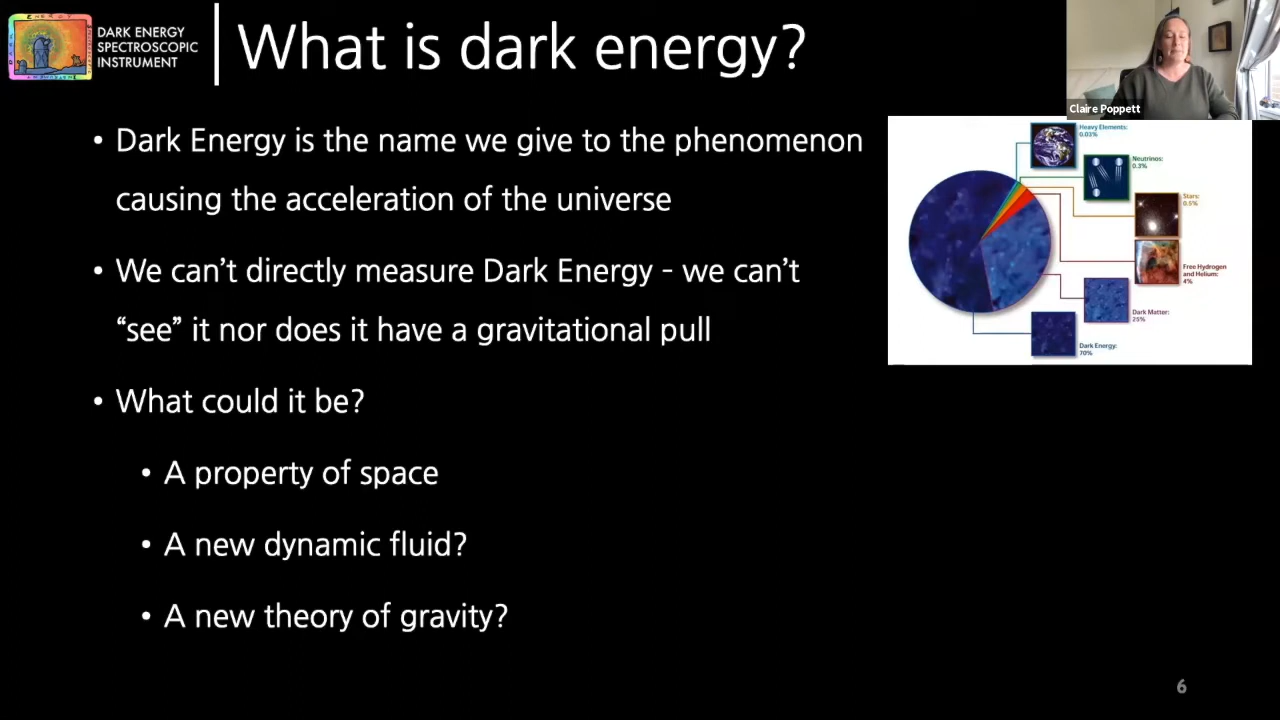 DARK ENERGY
SPECTROSCOPIC
INSTRUMENT
What is dark energy?
Claire Poppett
• Dark Energy is the name we give to the phenomenon
causing the acceleration of the universe
• We can't directly measure Dark Energy - we can't
“see” it nor does it have a gravitational pull
• What could it be?
• A property of space
• A new dynamic fluid?
• A new theory of gravity?
Heavy Elements:
0.03%
Neutrinos:
0.3%
Stars:
0.5%
Free Hydrogen
and Helium:
4%
Dark Matter:
25%
Dark Energy:
70%
6